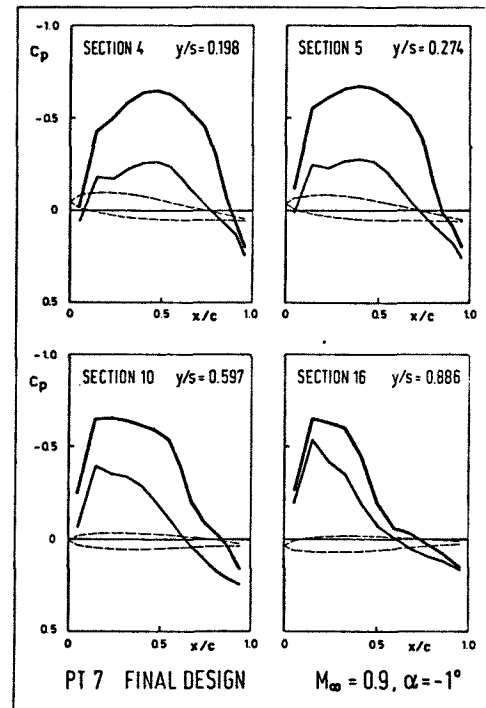 -1.0
Cp
SECTION 4 y/s = 0.198
-0.5
0
0.5
0 0.5 x/c 1.0
SECTION 5 y/s = 0.274
0 0.5 x/c 1.0
-1.0
Cp
SECTION 10 y/s = 0.597
-0.5
0
0.5
0 0.5 x/c 1.0
SECTION 16 y/s = 0.886
0 0.5 x/c 1.0
PT 7 FINAL DESIGN M∞ = 0.9, α = -1°